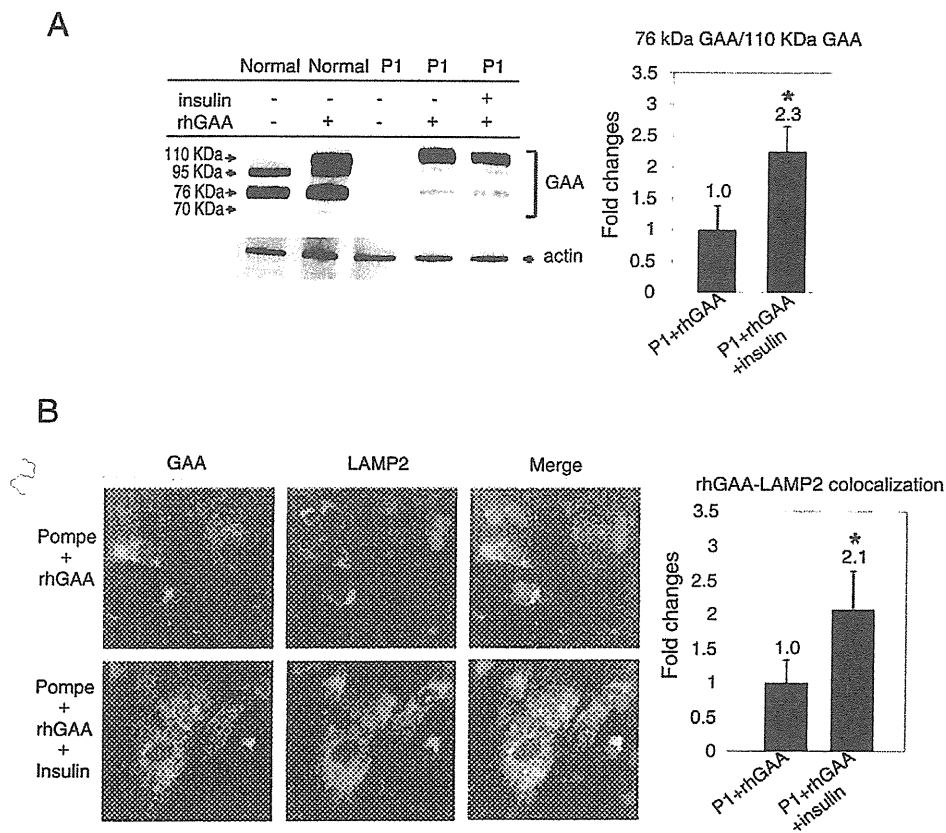 A
Normal Normal P1 P1 P1
insulin - - - - +
rhGAA - + - + +
110 KDa
95 KDa
76 KDa
70 KDa
GAA
actin
76 kDa GAA/110 KDa GAA
Fold changes
3.5
3
2.5
2
1.5
1
0.5
0
1.0
*
2.3
P1+rhGAA
P1+rhGAA
+insulin
B
GAA LAMP2 Merge
Pompe
+
rhGAA
Pompe
+
rhGAA
+
Insulin
rhGAA-LAMP2 colocalization
Fold changes
3.5
3
2.5
2
1.5
1
0.5
0
1.0
*
2.1
P1+rhGAA
P1+rhGAA
+insulin